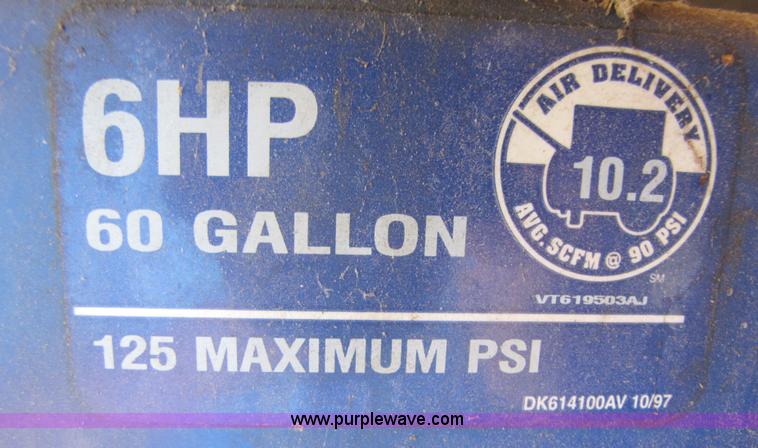 6HP
60 GALLON
125 MAXIMUM PSI
AIR DELIVERY
10.2
AVG. SCFM @ 90 PSI
SM
VT619503AJ
DK614100AV 10/97
www.purplewave.com